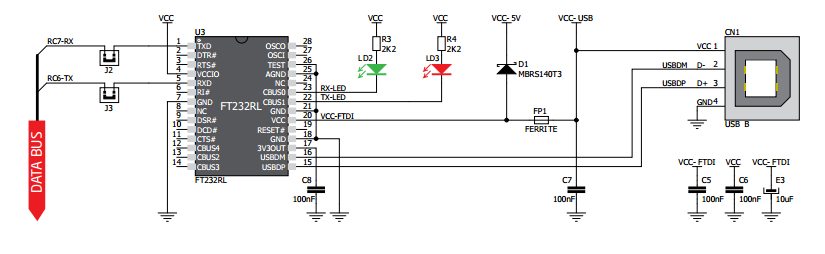 VCC
VCC
VCC
VCC-5V
VCC-USB
RC7-RX
J2
RC6-TX
J3
DATA BUS
U3
1 TXD OSCO 28
2 DTR# OSCI 27
3 RTS# TEST 26
4 VCCIO AGND 25
5 RXD NC 24
6 RI# CBUS0 23
7 GND CBUS1 22
8 NC GND 21
9 DSR# VCC 20
10 DCD# RESET# 19
11 CTS# GND 18
12 CBUS4 3V3OUT 17
13 CBUS2 USBDM 16
14 CBUS3 USBDP 15
FT232RL
FT232RL
R3
2K2
LD2
R4
2K2
LD3
RX-LED
TX-LED
VCC-FTDI
D1
MBRS140T3
FP1
FERRITE
CN1
VCC 1
USBDM D- 2
USBDP D+ 3
GND 4
USB B
C8
100nF
C7
100nF
VCC-FTDI
C5
100nF
VCC
C6
100nF
VCC-FTDI
E3
10uF